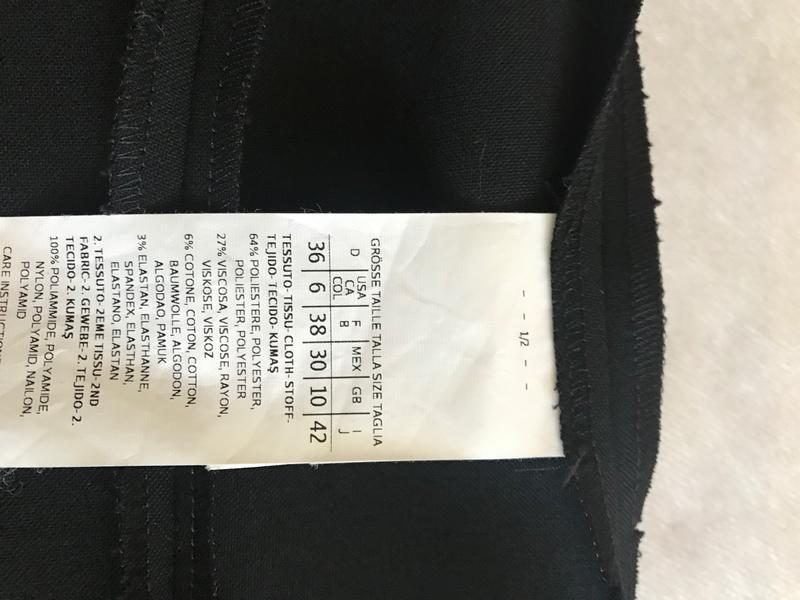 - - 1/2 - -
GRÖSSE TAILLE TALLA SIZE TAGLIA
D USA CA COL F B MEX GB I J
36 6 38 30 10 42
TESSUTO- TISSU- CLOTH- STOFF-
TEJIDO- TECIDO- KUMAŞ
64% POLIESTERE, POLYESTER,
POLIESTER, POLYESTER
27% VISCOSA, VISCOSE, RAYON,
VISKOSE, VISKOZ
6% COTONE, COTON, COTTON,
BAUMWOLLE, ALGODON,
ALGODAO, PAMUK
3% ELASTAN, ELASTHANNE,
SPANDEX, ELASTHAN,
ELASTANO, ELASTAN
2. TESSUTO- 2EME TISSU- 2ND
FABRIC- 2. GEWEBE- 2. TEJIDO- 2.
TECIDO- 2. KUMAŞ
100% POLIAMMIDE, POLYAMIDE,
NYLON, POLYAMID, NAILON,
POLYAMID
CARE